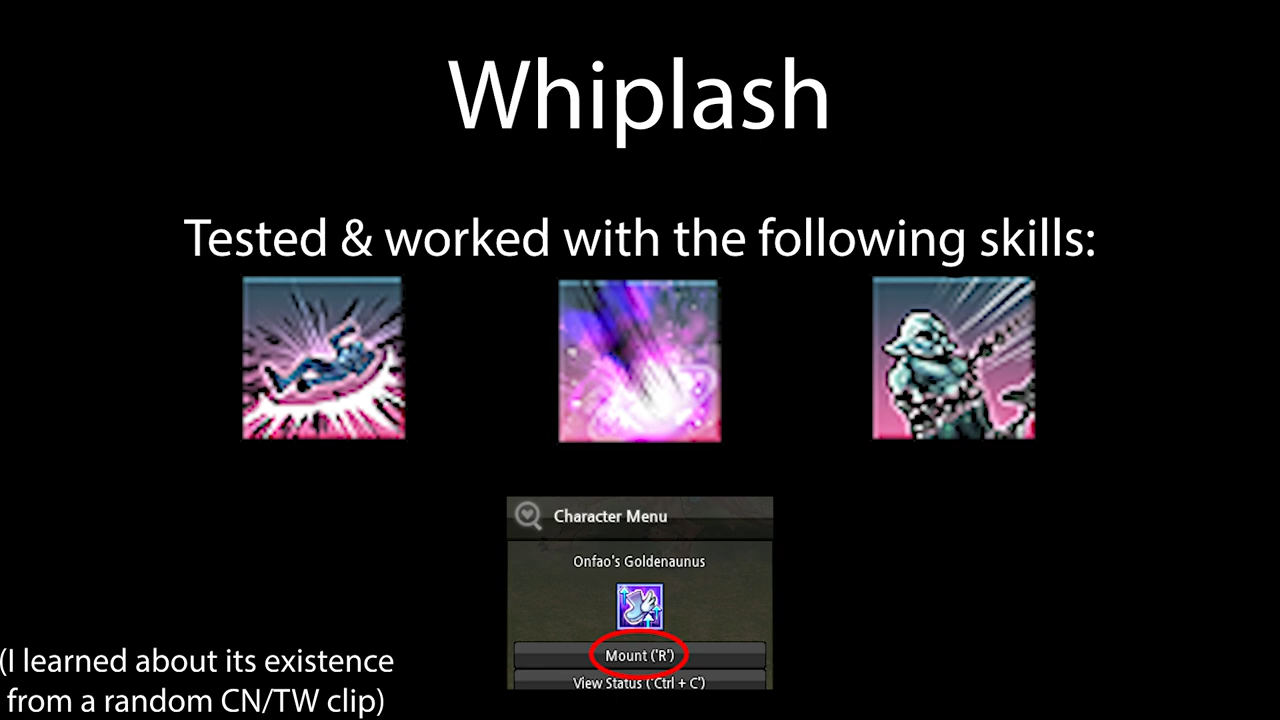 Whiplash
Tested & worked with the following skills:
Character Menu
Onfao's Goldenaunus
Mount ('R')
View Status ('Ctrl + C')
(I learned about its existence
from a random CN/TW clip)